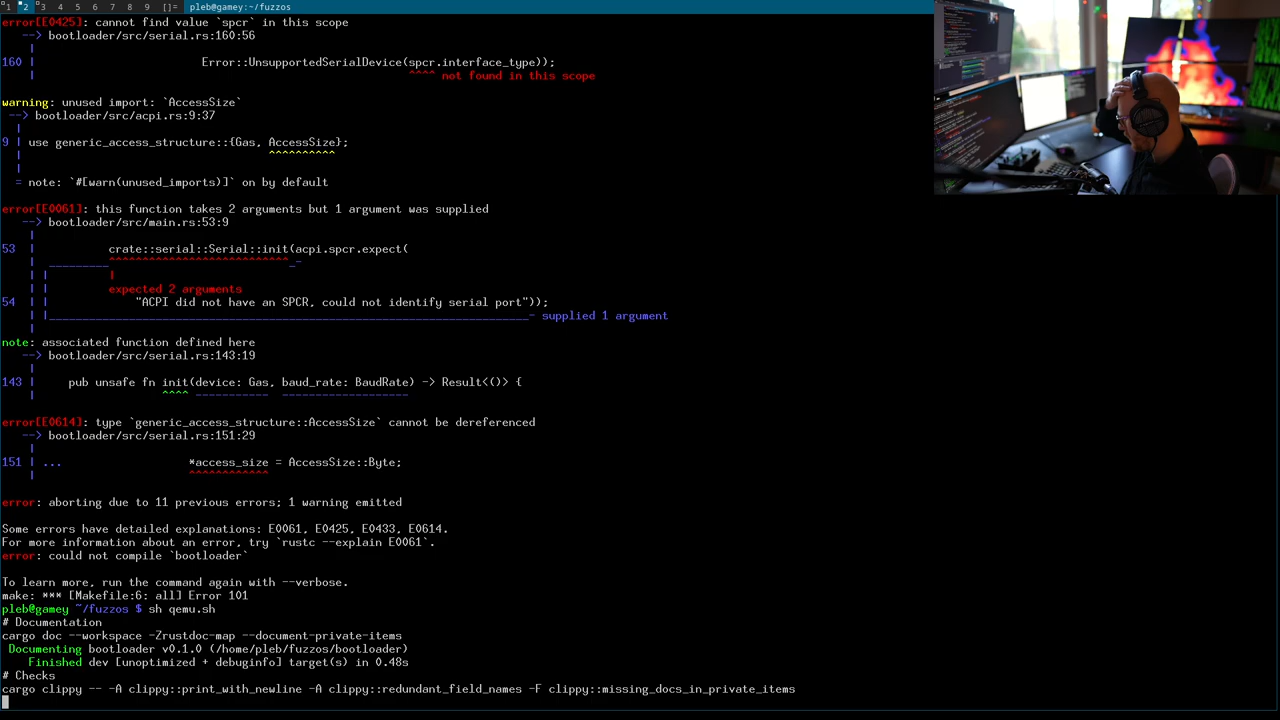 1 2 3 4 5 6 7 8 9 []= pleb@gamey:~/fuzzos
error[E0425]: cannot find value `spcr` in this scope
--> bootloader/src/serial.rs:160:56
|
160 | Error::UnsupportedSerialDevice(spcr.interface_type));
| ^^^^ not found in this scope
warning: unused import: `AccessSize`
--> bootloader/src/acpi.rs:9:37
|
9 | use generic_access_structure::{Gas, AccessSize};
| ^^^^^^^^^^
|
= note: `#[warn(unused_imports)]` on by default
error[E0061]: this function takes 2 arguments but 1 argument was supplied
--> bootloader/src/main.rs:53:9
|
53 | crate::serial::Serial::init(acpi.spcr.expect(
| _________^^^^^^^^^^^^^^^^^^^^^^^^^^^_-
| | |
| | expected 2 arguments
54 | | "ACPI did not have an SPCR, could not identify serial port"));
| |______________________________________________________________________- supplied 1 argument
|
note: associated function defined here
--> bootloader/src/serial.rs:143:19
|
143 | pub unsafe fn init(device: Gas, baud_rate: BaudRate) -> Result<()> {
| ^^^^ ----------- -------------------
error[E0614]: type `generic_access_structure::AccessSize` cannot be dereferenced
--> bootloader/src/serial.rs:151:29
|
151 | ... *access_size = AccessSize::Byte;
| ^^^^^^^^^^^^
error: aborting due to 11 previous errors; 1 warning emitted
Some errors have detailed explanations: E0061, E0425, E0433, E0614.
For more information about an error, try `rustc --explain E0061`.
error: could not compile `bootloader`
To learn more, run the command again with --verbose.
make: *** [Makefile:6: all] Error 101
pleb@gamey ~/fuzzos $ sh qemu.sh
# Documentation
cargo doc --workspace -Zrustdoc-map --document-private-items
Documenting bootloader v0.1.0 (/home/pleb/fuzzos/bootloader)
Finished dev [unoptimized + debuginfo] target(s) in 0.48s
# Checks
cargo clippy -- -A clippy::print_with_newline -A clippy::redundant_field_names -F clippy::missing_docs_in_private_items